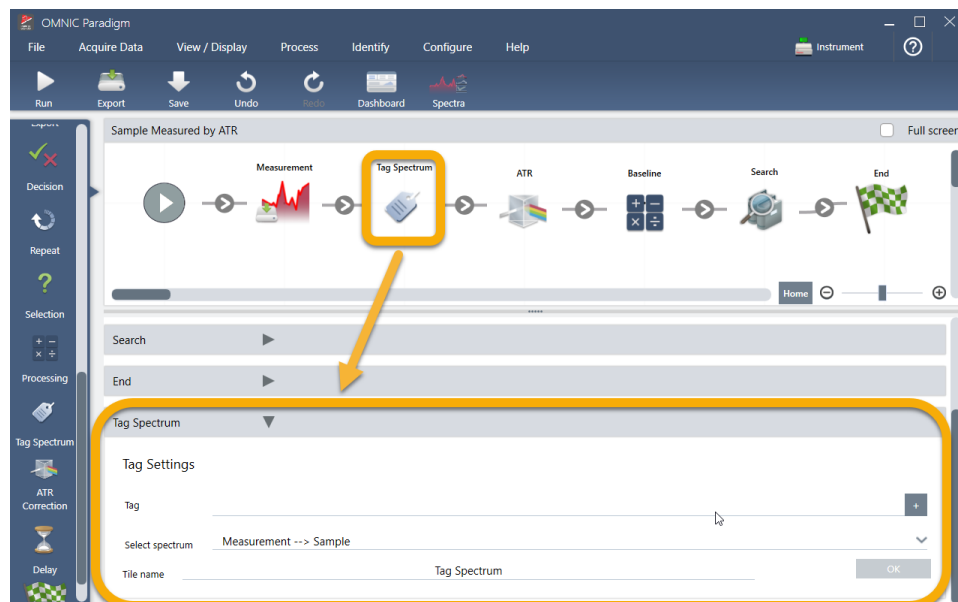 OMNIC Paradigm
File Acquire Data View / Display Process Identify Configure Help Instrument
Run Export Save Undo Redo Dashboard Spectra
Export
Decision
Repeat
Selection
Processing
Tag Spectrum
ATR
Correction
Delay
Sample Measured by ATR Full screen
Measurement Tag Spectrum ATR Baseline Search End
Home
Search
End
Tag Spectrum
Tag Settings
Tag +
Select spectrum Measurement --> Sample
Tile name Tag Spectrum OK